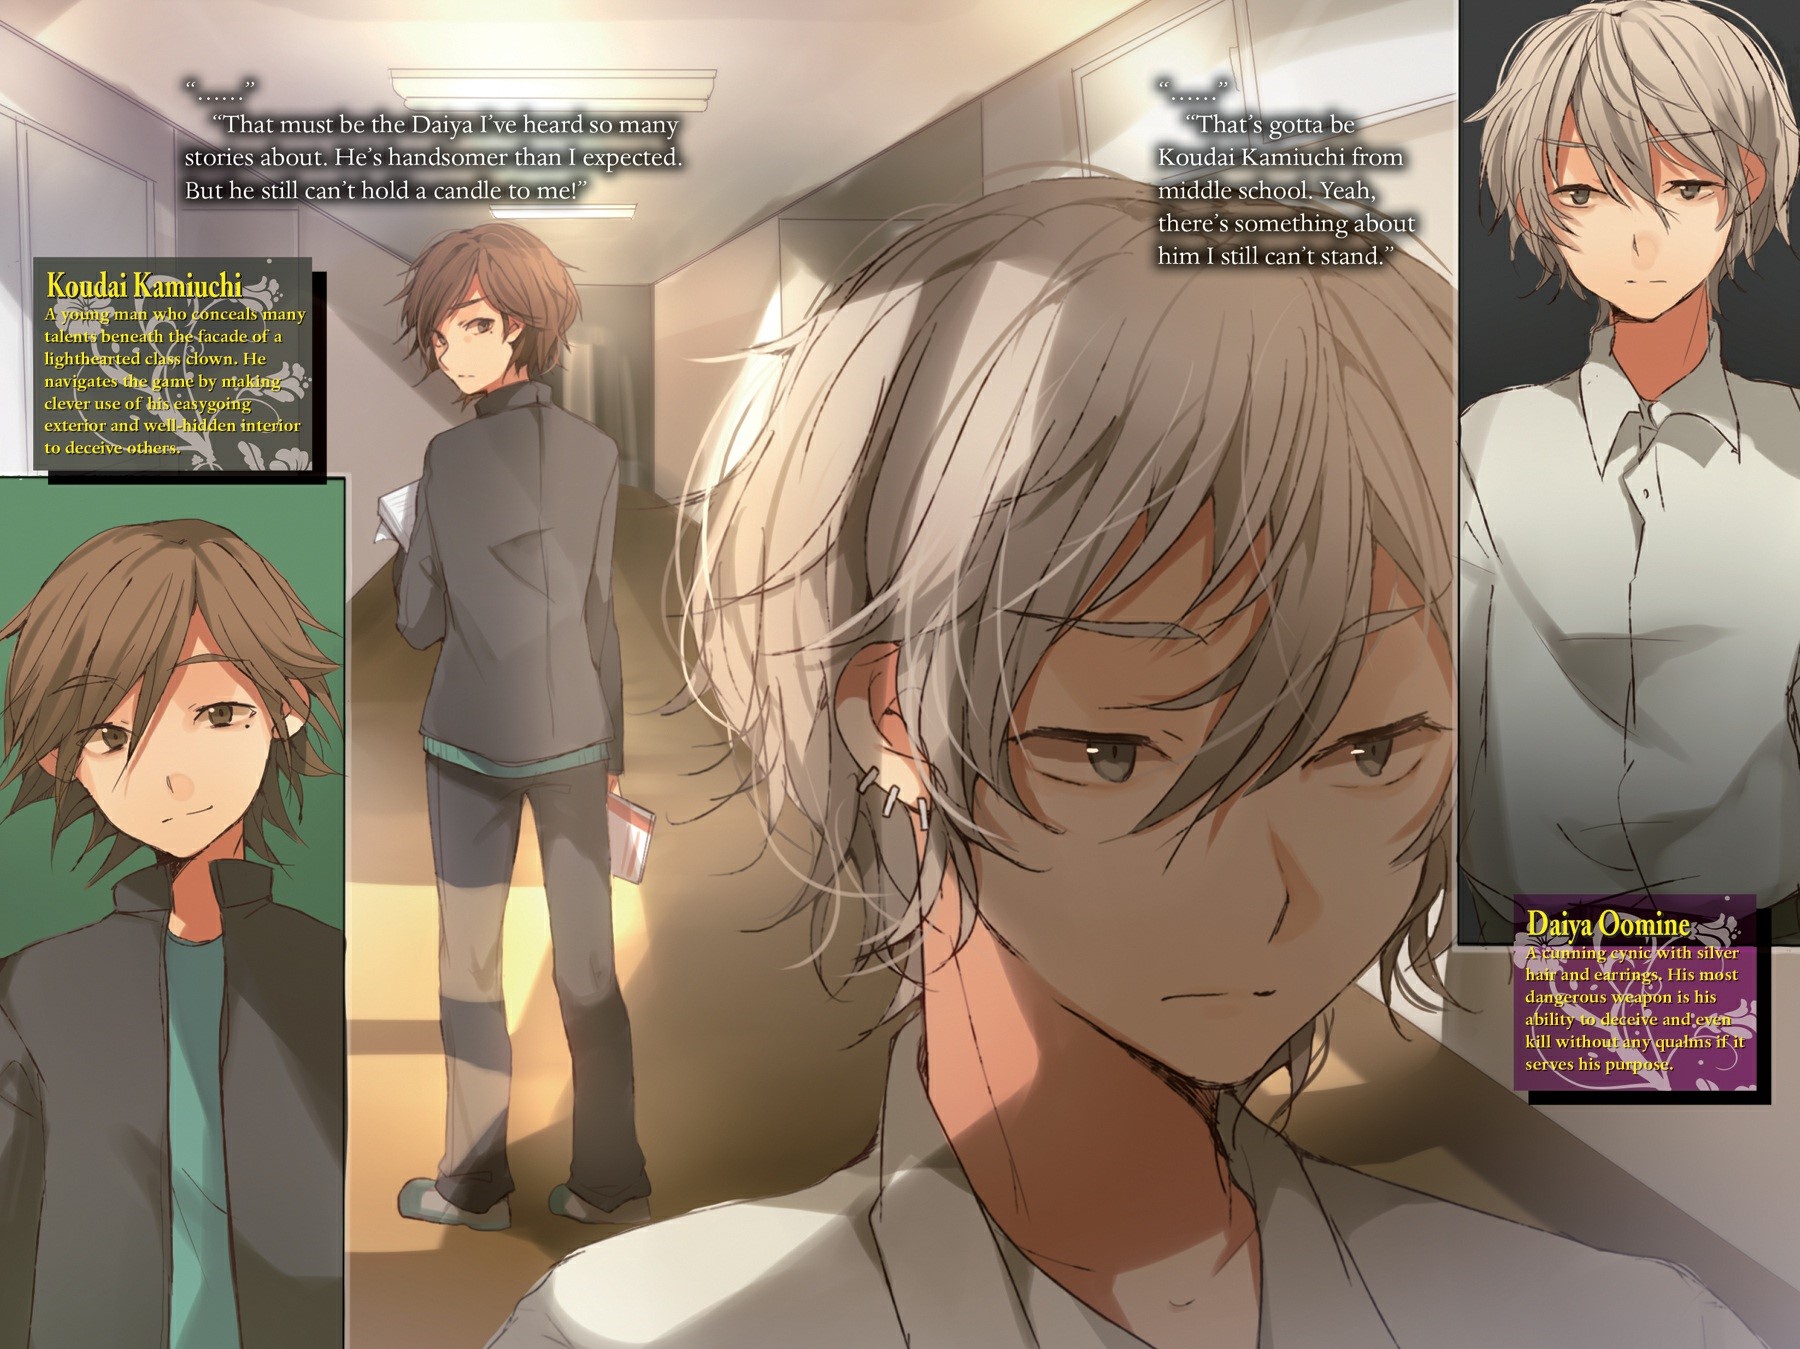 “……”
“That must be the Daiya I’ve heard so many
stories about. He’s handsomer than I expected.
But he still can’t hold a candle to me!”
“……”
“That’s gotta be
Koudai Kamiuchi from
middle school. Yeah,
there’s something about
him I still can’t stand.”
Koudai Kamiuchi
A young man who conceals many
talents beneath the facade of a
lighthearted class clown. He
navigates the game by making
clever use of his easygoing
exterior and well-hidden interior
to deceive others.
Daiya Oomine
A cunning cynic with silver
hair and earrings. His most
dangerous weapon is his
ability to deceive and even
kill without any qualms if it
serves his purpose.